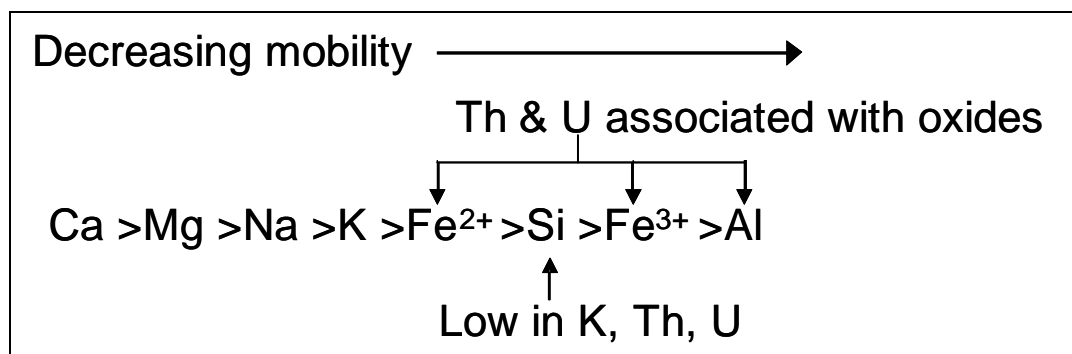 Decreasing mobility
Th & U associated with oxides
Ca >Mg >Na >K >Fe²⁺ >Si >Fe³⁺ >Al
Low in K, Th, U